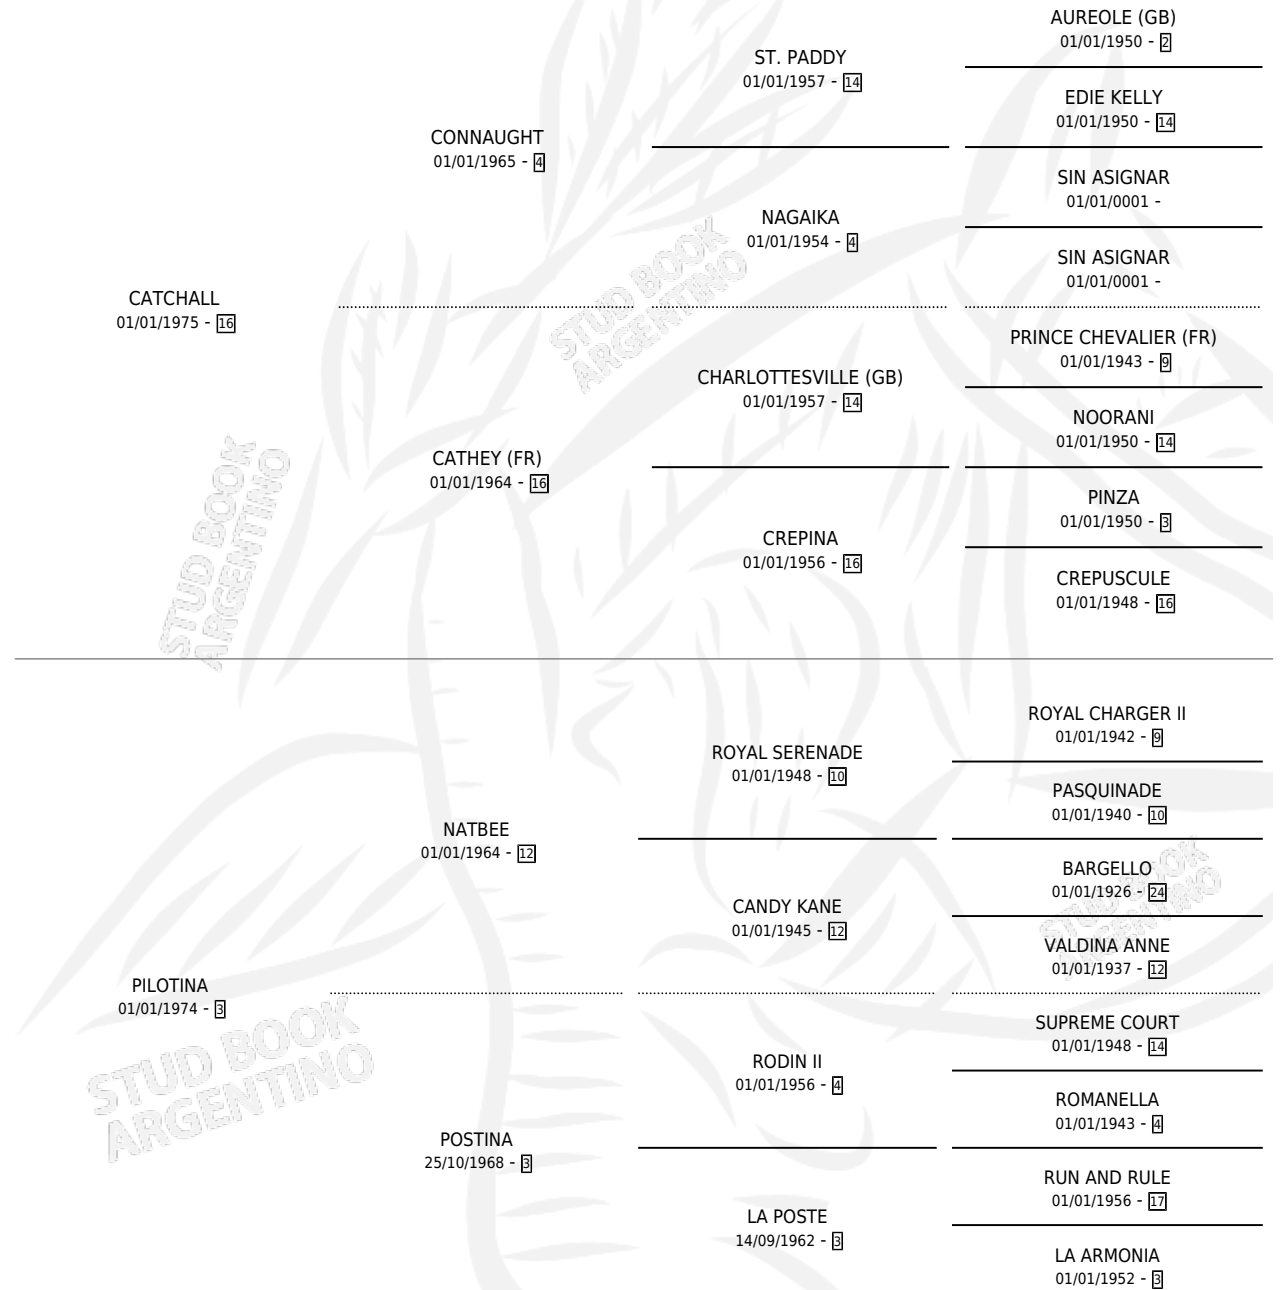 AUREOLE (GB)
01/01/1950 - 2
ST. PADDY
01/01/1957 - 14
EDIE KELLY
01/01/1950 - 14
CONNAUGHT
01/01/1965 - 4
SIN ASIGNAR
01/01/0001 -
NAGAIKA
01/01/1954 - 4
SIN ASIGNAR
01/01/0001 -
CATCHALL
01/01/1975 - 16
PRINCE CHEVALIER (FR)
01/01/1943 - 9
CHARLOTTESVILLE (GB)
01/01/1957 - 14
NOORANI
01/01/1950 - 14
CATHEY (FR)
01/01/1964 - 16
PINZA
01/01/1950 - 3
CREPINA
01/01/1956 - 16
CREPUSCULE
01/01/1948 - 16
ROYAL CHARGER II
01/01/1942 - 9
ROYAL SERENADE
01/01/1948 - 10
PASQUINADE
01/01/1940 - 10
NATBEE
01/01/1964 - 12
BARGELLO
01/01/1926 - 24
CANDY KANE
01/01/1945 - 12
VALDINA ANNE
01/01/1937 - 12
PILOTINA
01/01/1974 - 3
SUPREME COURT
01/01/1948 - 14
RODIN II
01/01/1956 - 4
ROMANELLA
01/01/1943 - 4
POSTINA
25/10/1968 - 3
RUN AND RULE
01/01/1956 - 17
LA POSTE
14/09/1962 - 3
LA ARMONIA
01/01/1952 - 3
STUD BOOK
ARGENTINO
STUD BOOK
ARGENTINO
STUD BOOK
ARGENTINO
STUD BOOK
ARGENTINO